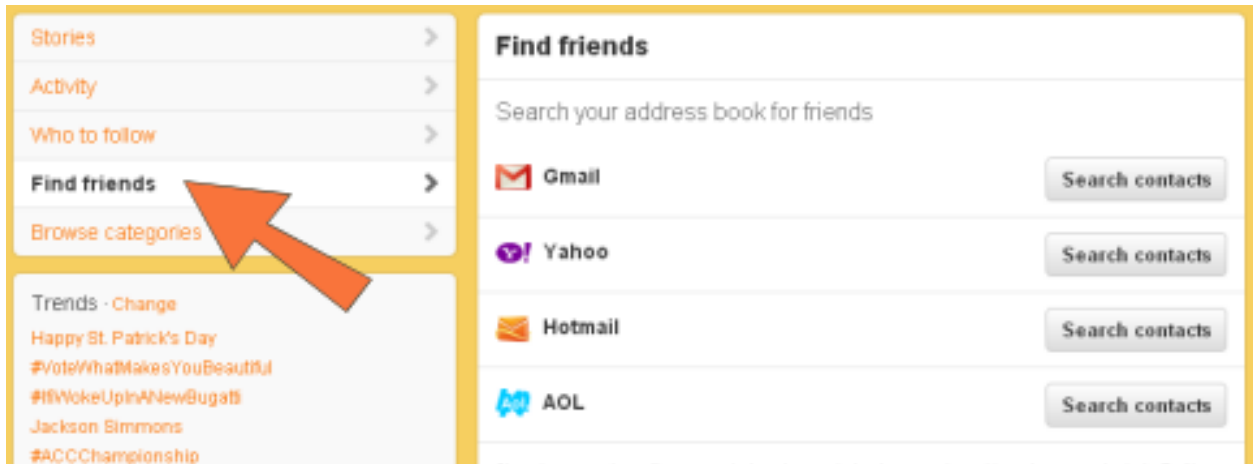 Stories
Activity
Who to follow
Find friends
Browse categories
Trends · Change
Happy St. Patrick's Day
#VoteWhatMakesYouBeautiful
#IfIWokeUpInANewBugatti
Jackson Simmons
#ACCChampionship
Find friends
Search your address book for friends
Gmail Search contacts
Yahoo Search contacts
Hotmail Search contacts
AOL Search contacts